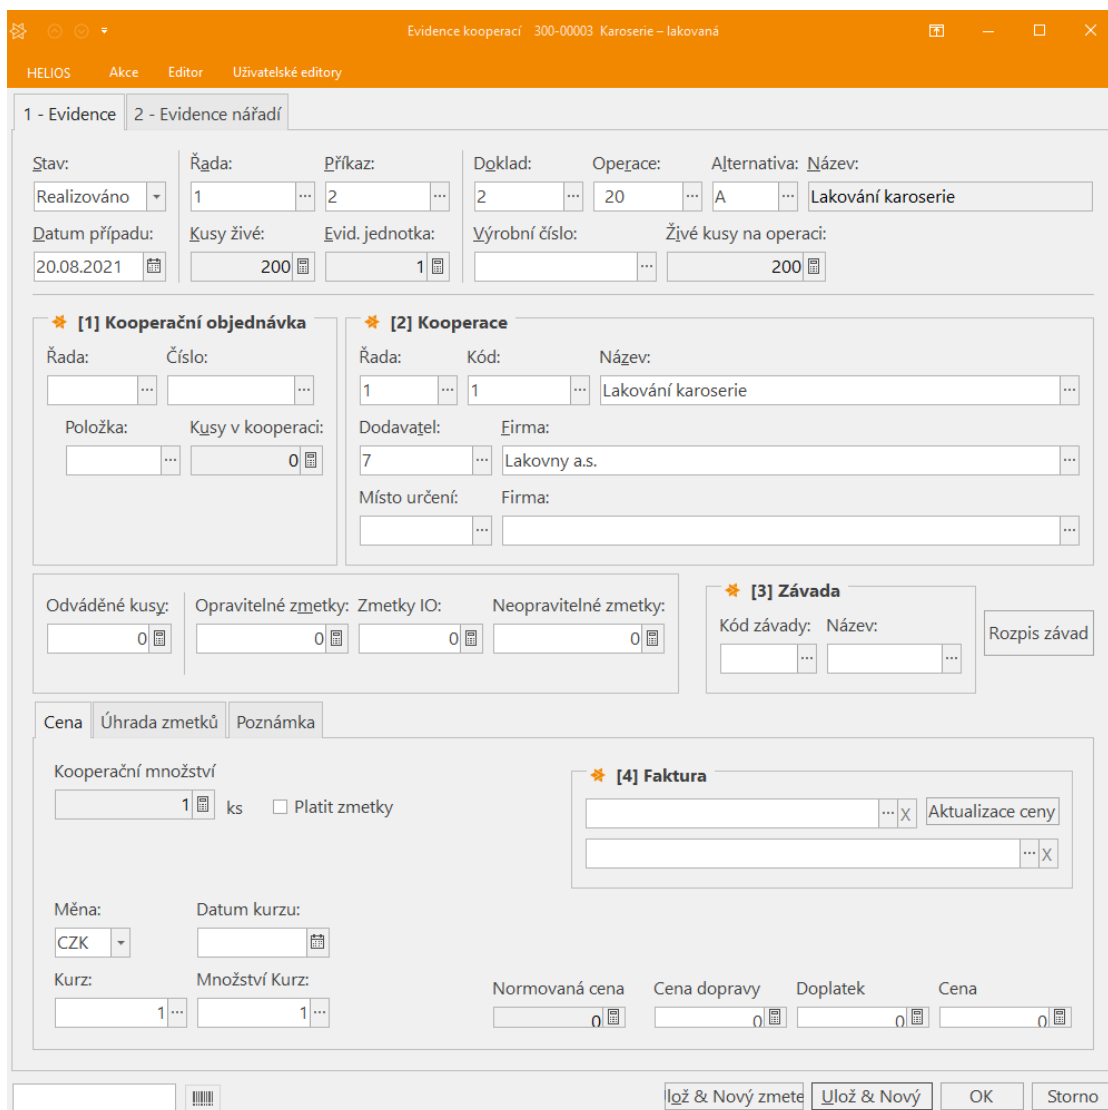 Evidence kooperací 300-00003 Karoserie – lakovaná
HELIOS Akce Editor Uživatelské editory
1 - Evidence 2 - Evidence nářadí
Stav: Řada: Příkaz: Doklad: Operace: Alternativa: Název:
Realizováno 1 2 2 20 A Lakování karoserie
Datum případu: Kusy živé: Evid. jednotka: Výrobní číslo: Živé kusy na operaci:
20.08.2021 200 1 200
[1] Kooperační objednávka [2] Kooperace
Řada: Číslo: Řada: Kód: Název:
1 1 Lakování karoserie
Položka: Kusy v kooperaci: Dodavatel: Firma:
0 7 Lakovny a.s.
Místo určení: Firma:
[3] Závada
Odváděné kusy: Opravitelné zmetky: Zmetky IO: Neopravitelné zmetky: Kód závady: Název:
0 0 0 0 Rozpis závad
Cena Úhrada zmetků Poznámka
Kooperační množství [4] Faktura
1 ks Platit zmetky X Aktualizace ceny
X
Měna: Datum kurzu:
CZK
Kurz: Množství Kurz: Normovaná cena Cena dopravy Doplatek Cena
1 1 0 0 0 0
lož & Nový zmete Ulož & Nový OK Storno